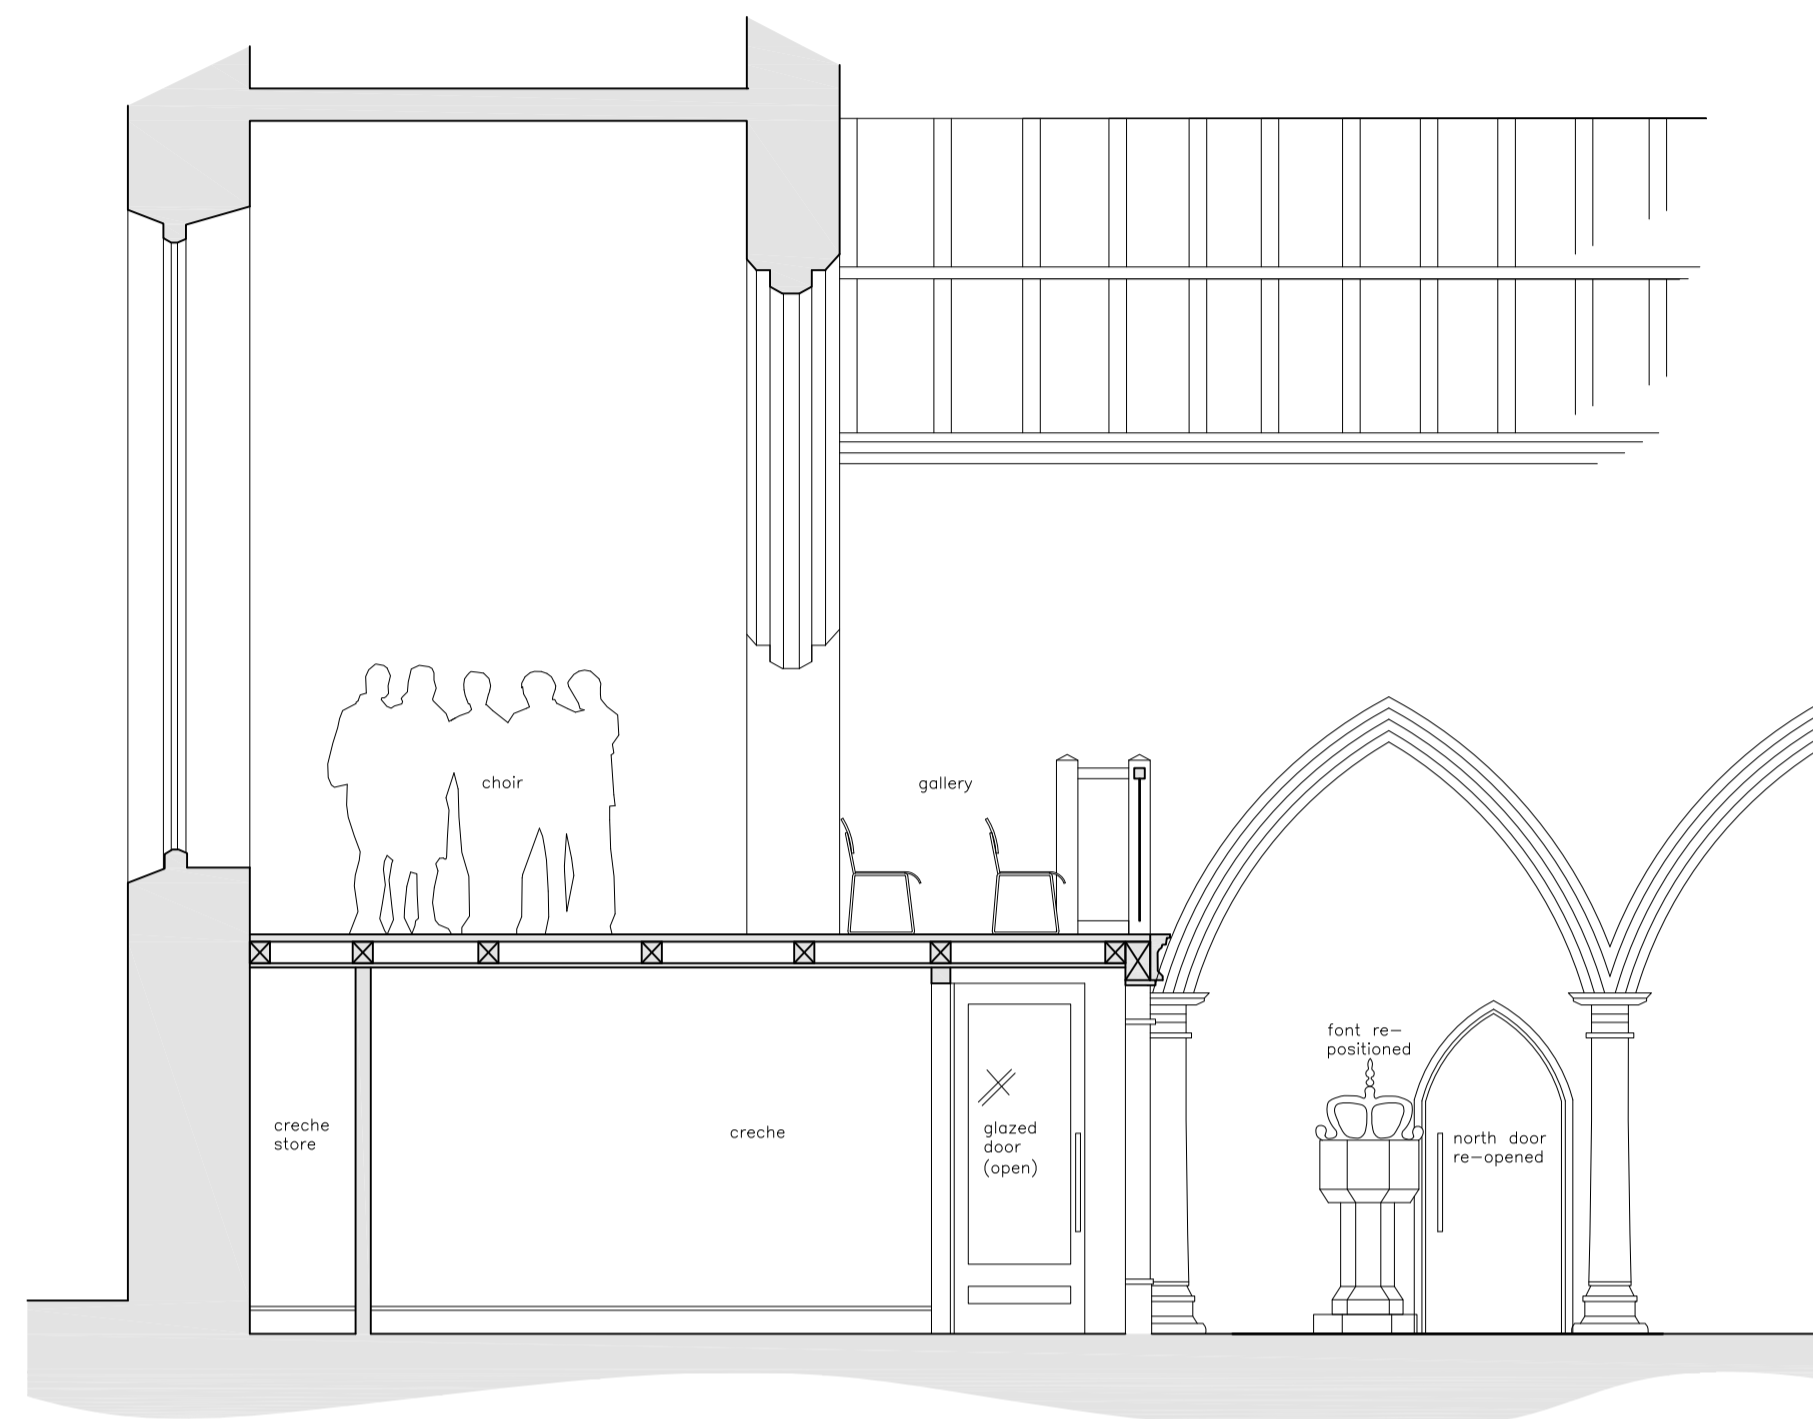 choir
gallery
font re-
positioned
creche
store
creche
glazed
door
(open)
north door
re-opened